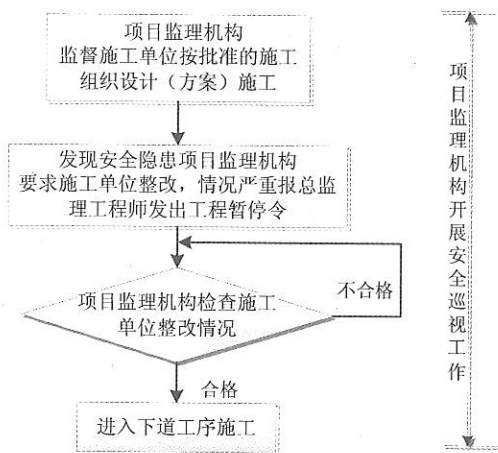 项目监理机构
监督施工单位按批准的施工
组织设计（方案）施工
发现安全隐患项目监理机构
要求施工单位整改，情况严重报总监
理工程师发出工程暂停令
不合格
项目监理机构检查施工
单位整改情况
合格
进入下道工序施工
项目监理机构开展安全巡视工作